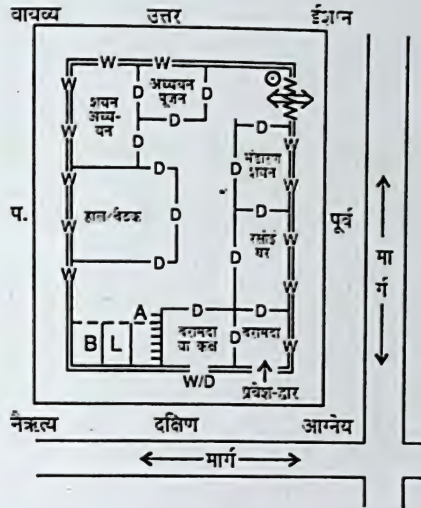 वायव्य उत्तर ईशान
W W
शयन
अध्य-
यन
D
D
D
अध्ययन
पूजन
D
D
W
W
W
D
भंडारण
शयन
W
W
D
D
हाल/बैठक
D
D
W
W
D
D
रसोई
घर
W
W
प. पूर्व
मार्ग
A
B L
D D
बरामदा
या कक्ष
D
बरामदा
W
W/D
प्रवेश-द्वार
नैऋत्य दक्षिण आग्नेय
मार्ग